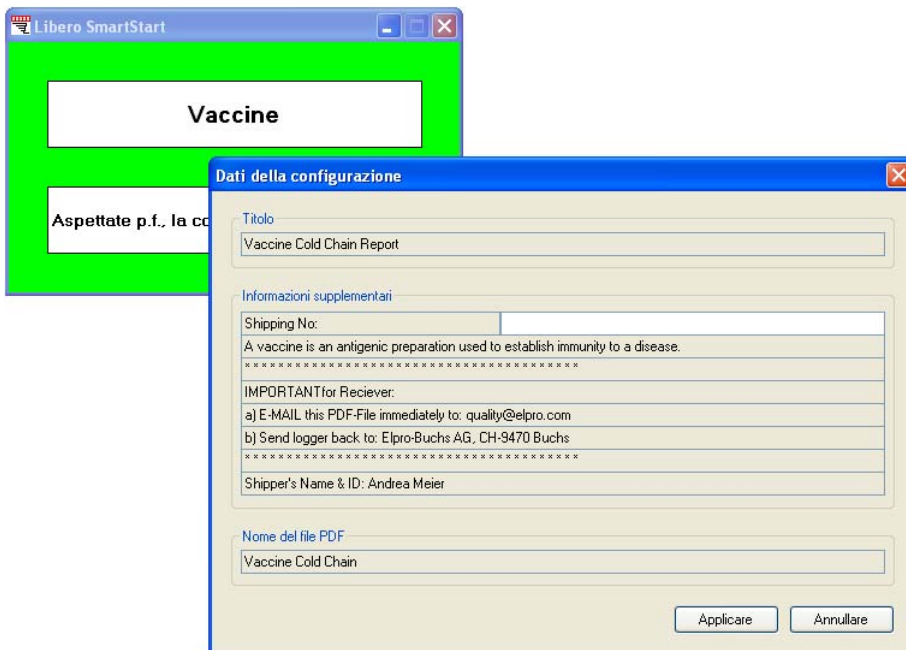 Libero SmartStart
Vaccine
Aspettate p.f., la co
Dati della configurazione
Titolo
Vaccine Cold Chain Report
Informazioni supplementari
Shipping No:
A vaccine is an antigenic preparation used to establish immunity to a disease.
* * * * * * * * * * * * * * * * * * * * * * * * * * * * * * * * * * * * * * * *
IMPORTANTfor Reciever:
a) E-MAIL this PDF-File immediately to: quality@elpro.com
b) Send logger back to: Elpro-Buchs AG, CH-9470 Buchs
* * * * * * * * * * * * * * * * * * * * * * * * * * * * * * * * * * * * * * * *
Shipper's Name & ID: Andrea Meier
Nome del file PDF
Vaccine Cold Chain
Applicare Annullare